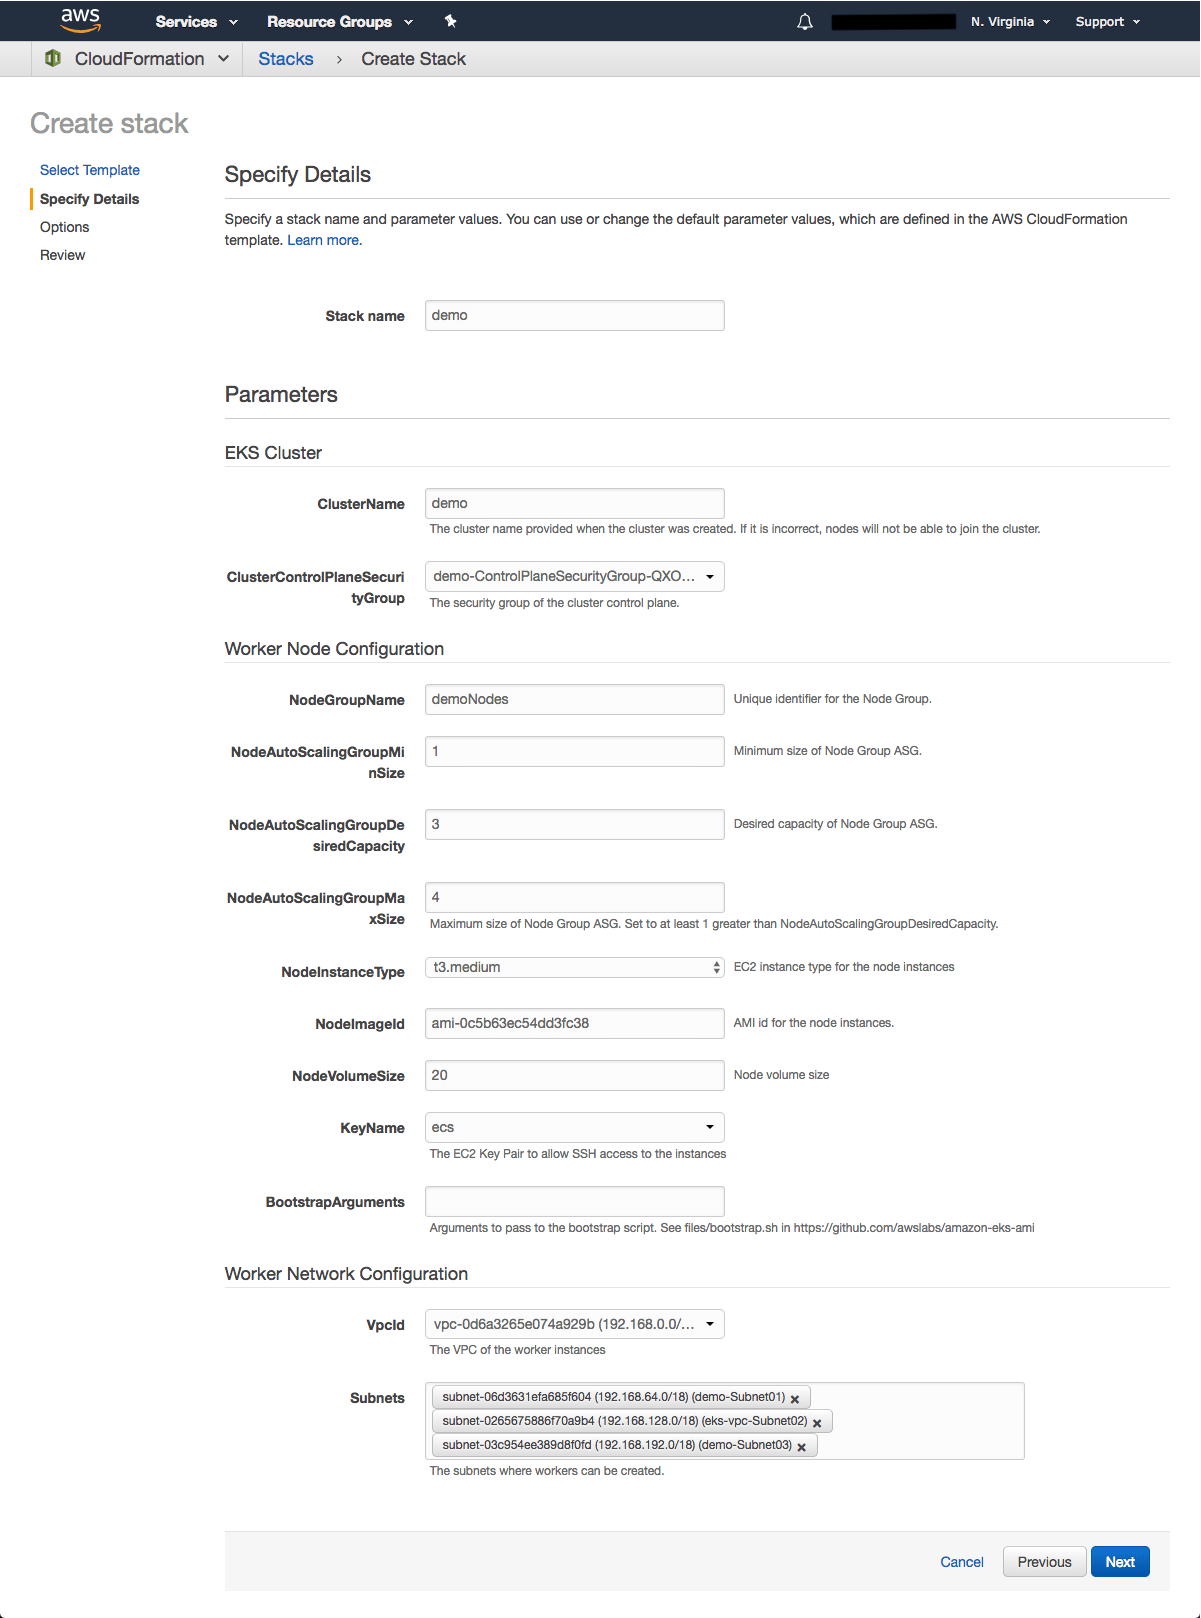 aws Services Resource Groups N. Virginia Support
CloudFormation Stacks › Create Stack
Create stack
Select Template
Specify Details
Options
Review
Specify Details
Specify a stack name and parameter values. You can use or change the default parameter values, which are defined in the AWS CloudFormation
template. Learn more.
Stack name demo
Parameters
EKS Cluster
ClusterName demo
The cluster name provided when the cluster was created. If it is incorrect, nodes will not be able to join the cluster.
ClusterControlPlaneSecuri
tyGroup
demo-ControlPlaneSecurityGroup-QXO...
The security group of the cluster control plane.
Worker Node Configuration
NodeGroupName demoNodes Unique identifier for the Node Group.
NodeAutoScalingGroupMi
nSize
1 Minimum size of Node Group ASG.
NodeAutoScalingGroupDe
siredCapacity
3 Desired capacity of Node Group ASG.
NodeAutoScalingGroupMa
xSize
4
Maximum size of Node Group ASG. Set to at least 1 greater than NodeAutoScalingGroupDesiredCapacity.
NodeInstanceType t3.medium EC2 instance type for the node instances
NodeImageId ami-0c5b63ec54dd3fc38 AMI id for the node instances.
NodeVolumeSize 20 Node volume size
KeyName ecs
The EC2 Key Pair to allow SSH access to the instances
BootstrapArguments
Arguments to pass to the bootstrap script. See files/bootstrap.sh in https://github.com/awslabs/amazon-eks-ami
Worker Network Configuration
VpcId vpc-0d6a3265e074a929b (192.168.0.0/...
The VPC of the worker instances
Subnets
subnet-06d3631efa685f604 (192.168.64.0/18) (demo-Subnet01) ×
subnet-0265675886f70a9b4 (192.168.128.0/18) (eks-vpc-Subnet02) ×
subnet-03c954ee389d8f0fd (192.168.192.0/18) (demo-Subnet03) ×
The subnets where workers can be created.
Cancel Previous Next